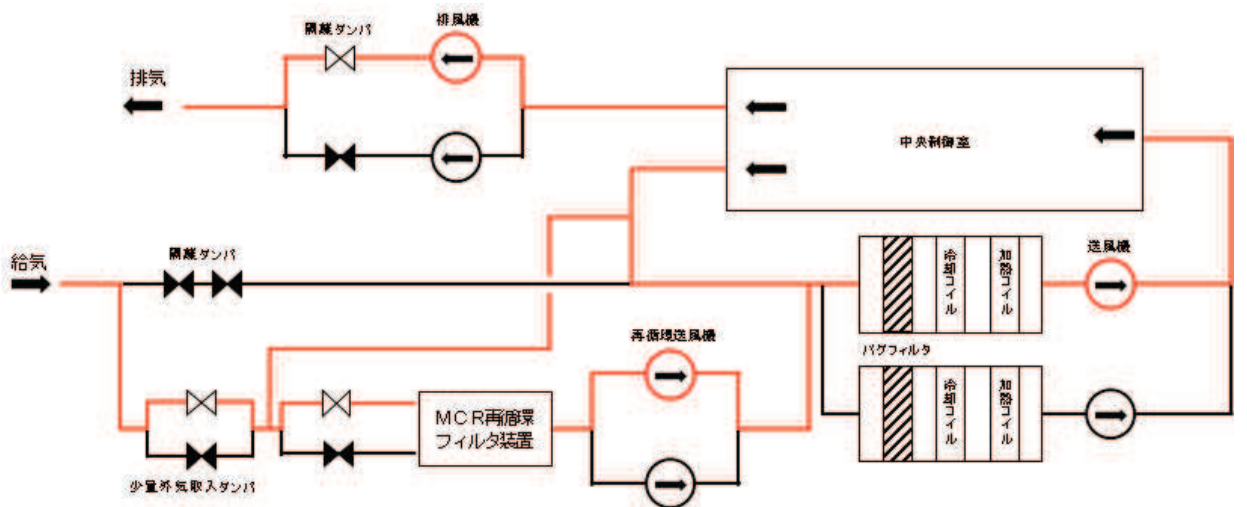 隔離ダンパ
排風機
排気
中央制御室
給気
隔離ダンパ
冷却コイル
加熱コイル
送風機
バグフィルタ
再循環送風機
冷却コイル
加熱コイル
MCR再循環
フィルタ装置
少量外気取入ダンパ